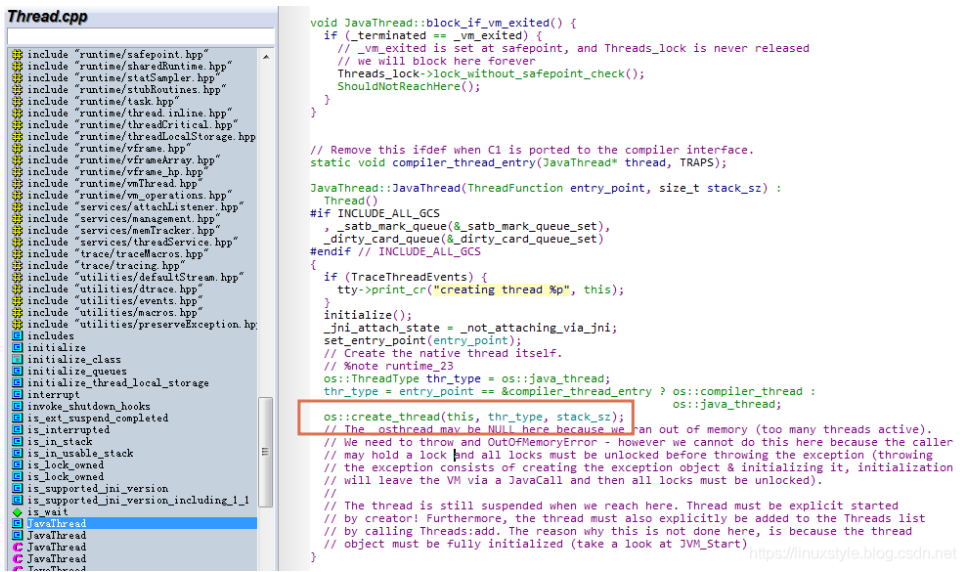 Thread.cpp
include "runtime/safepoint.hpp"
include "runtime/sharedRuntime.hpp"
include "runtime/statSampler.hpp"
include "runtime/stubRoutines.hpp"
include "runtime/task.hpp"
include "runtime/thread.inline.hpp"
include "runtime/threadCritical.hpp"
include "runtime/threadLocalStorage.hpp
include "runtime/vframe.hpp"
include "runtime/vframeArray.hpp"
include "runtime/vframe_hp.hpp"
include "runtime/vmThread.hpp"
include "runtime/vm_operations.hpp"
include "services/attachListener.hpp"
include "services/management.hpp"
include "services/memTracker.hpp"
include "services/threadService.hpp"
include "trace/traceMacros.hpp"
include "trace/tracing.hpp"
include "utilities/defaultStream.hpp"
include "utilities/dtrace.hpp"
include "utilities/events.hpp"
include "utilities/macros.hpp"
include "utilities/preserveException.hp
includes
initialize
initialize_class
initialize_queues
initialize_thread_local_storage
interrupt
invoke_shutdown_hooks
is_ext_suspend_completed
is_interrupted
is_in_stack
is_in_usable_stack
is_lock_owned
is_lock_owned
is_supported_jni_version
is_supported_jni_version_including_1_1
is_wait
JavaThread
JavaThread
JavaThread
JavaThread
JavaThread
void JavaThread::block_if_vm_exited() {
if (_terminated == _vm_exited) {
// _vm_exited is set at safepoint, and Threads_lock is never released
// we will block here forever
Threads_lock->lock_without_safepoint_check();
ShouldNotReachHere();
}
}
// Remove this ifdef when C1 is ported to the compiler interface.
static void compiler_thread_entry(JavaThread* thread, TRAPS);
JavaThread::JavaThread(ThreadFunction entry_point, size_t stack_sz) :
Thread()
#if INCLUDE_ALL_GCS
, _satb_mark_queue(&_satb_mark_queue_set),
_dirty_card_queue(&_dirty_card_queue_set)
#endif // INCLUDE_ALL_GCS
{
if (TraceThreadEvents) {
tty->print_cr("creating thread %p", this);
}
initialize();
_jni_attach_state = _not_attaching_via_jni;
set_entry_point(entry_point);
// Create the native thread itself.
// %note runtime_23
os::ThreadType thr_type = os::java_thread;
thr_type = entry_point == &compiler_thread_entry ? os::compiler_thread :
os::java_thread;
os::create_thread(this, thr_type, stack_sz);
// The _osthread may be NULL here because we ran out of memory (too many threads active).
// We need to throw and OutOfMemoryError - however we cannot do this here because the caller
// may hold a lock and all locks must be unlocked before throwing the exception (throwing
// the exception consists of creating the exception object & initializing it, initialization
// will leave the VM via a JavaCall and then all locks must be unlocked).
//
// The thread is still suspended when we reach here. Thread must be explicit started
// by creator! Furthermore, the thread must also explicitly be added to the Threads list
// by calling Threads:add. The reason why this is not done here, is because the thread
// object must be fully initialized (take a look at JVM_Start)
}
https://linuxstyle.blog.csdn.net